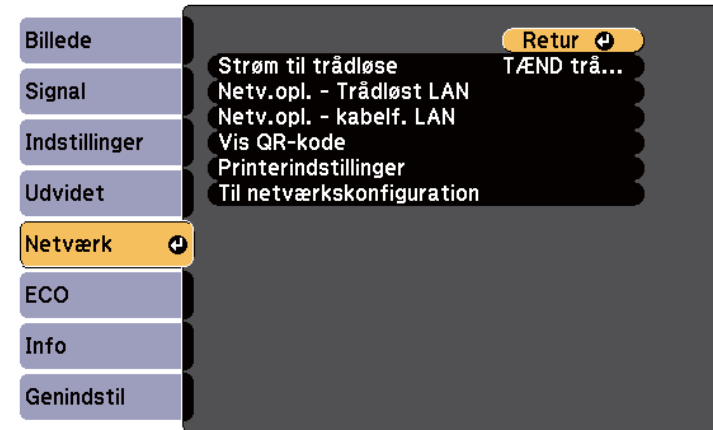 Billede
Signal
Indstillinger
Udvidet
Netværk
ECO
Info
Genindstil
Retur
Strøm til trådløse TÆND trå...
Netv.opl. - Trådløst LAN
Netv.opl. - kabelf. LAN
Vis QR-kode
Printerindstillinger
Til netværkskonfiguration